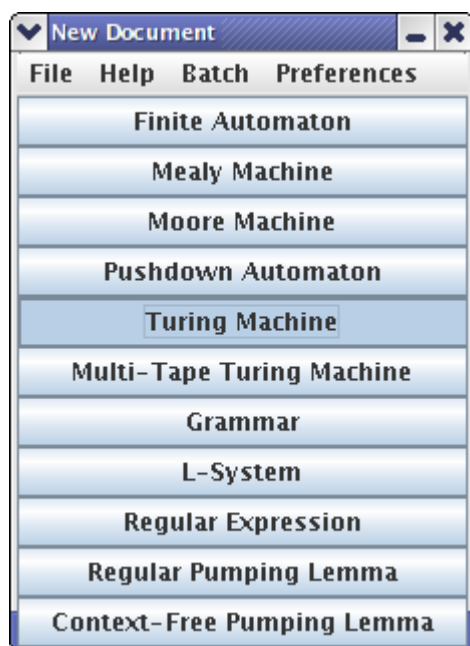 New Document
File Help Batch Preferences
Finite Automaton
Mealy Machine
Moore Machine
Pushdown Automaton
Turing Machine
Multi-Tape Turing Machine
Grammar
L-System
Regular Expression
Regular Pumping Lemma
Context-Free Pumping Lemma